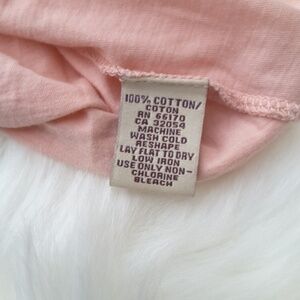 100% COTTON/
COTON
RN 66170
CA 32054
MACHINE
WASH COLD
RESHAPE
LAY FLAT TO DRY
LOW IRON
USE ONLY NON-
CHLORINE
BLEACH